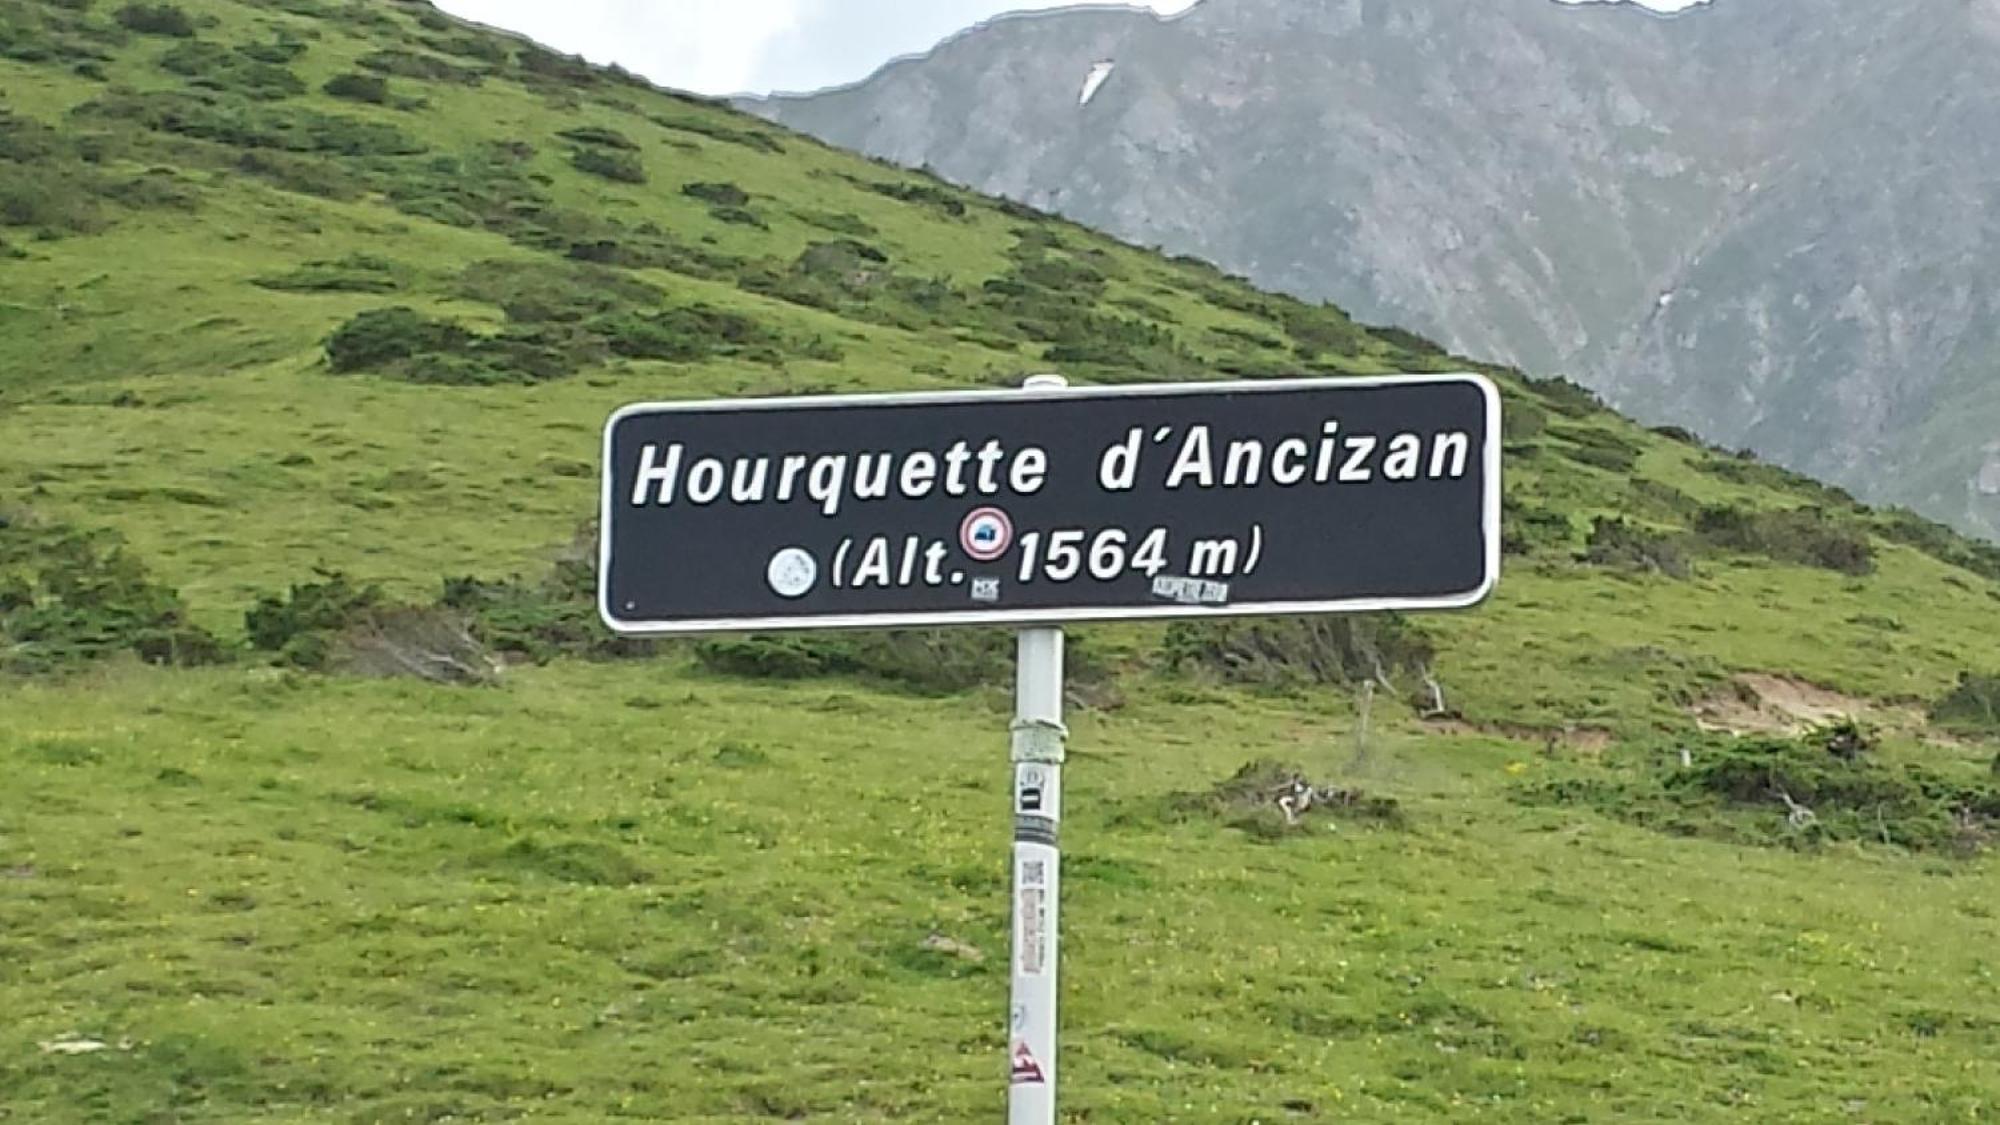 Hourquette d´Ancizan
(Alt. 1564 m)